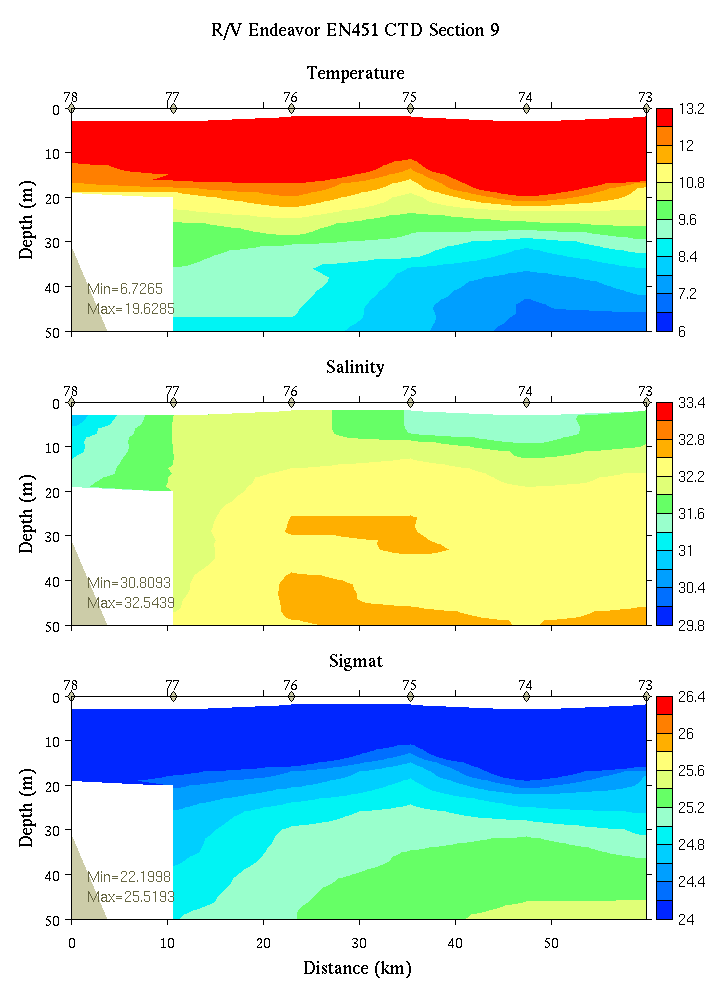 R/V Endeavor EN451 CTD Section 9
Temperature
78 77 76 75 74 73
0
10
20
30
40
50
Depth (m)
Min=6.7265
Max=19.6285
13.2
12
10.8
9.6
8.4
7.2
6
Salinity
78 77 76 75 74 73
0
10
20
30
40
50
Depth (m)
Min=30.8093
Max=32.5439
33.4
32.8
32.2
31.6
31
30.4
29.8
Sigmat
78 77 76 75 74 73
0
10
20
30
40
50
Depth (m)
Min=22.1998
Max=25.5193
26.4
26
25.6
25.2
24.8
24.4
24
0 10 20 30 40 50
Distance (km)